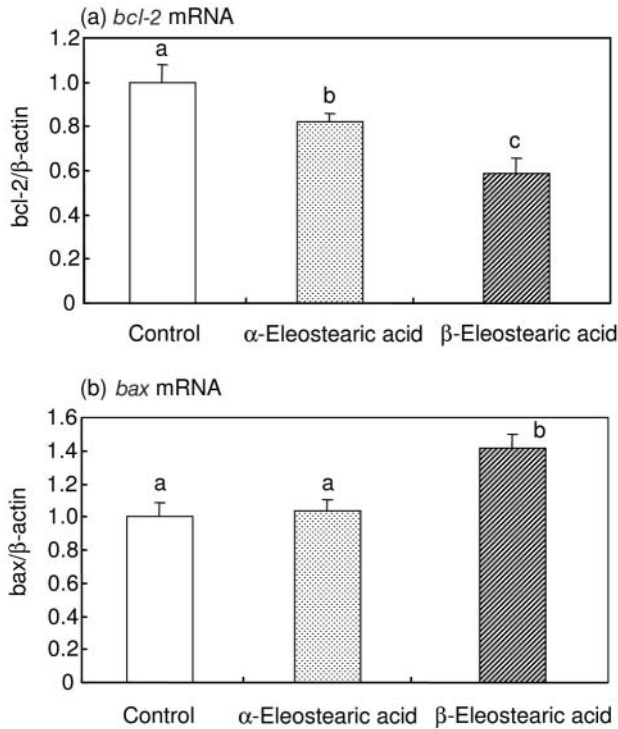 (a) bcl-2 mRNA
1.2
1.0
0.8
0.6
0.4
0.2
0
bcl-2/β-actin
a
b
c
Control α-Eleostearic acid β-Eleostearic acid
(b) bax mRNA
1.6
1.4
1.2
1.0
0.8
0.6
0.4
0.2
0
bax/β-actin
a
a
b
Control α-Eleostearic acid β-Eleostearic acid